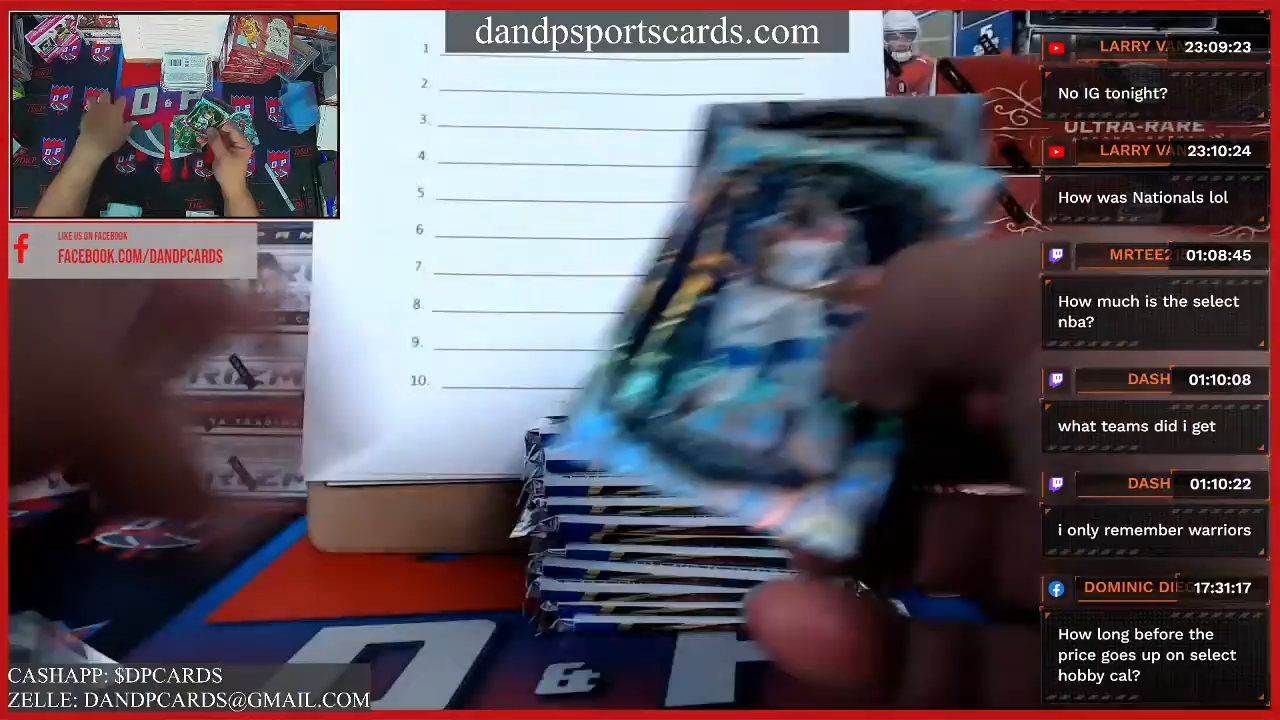 dandpsportscards.com
1
2.
3.
4.
5
6.
7.
8.
9.
10.
D & P
LIKE US ON FACEBOOK
FACEBOOK.COM/DANDPCARDS
ULTRA-RARE
LARRY VAN 23:09:23
No IG tonight?
LARRY VAN 23:10:24
How was Nationals lol
MRTEE2 01:08:45
How much is the select
nba?
DASH 01:10:08
what teams did i get
DASH 01:10:22
i only remember warriors
DOMINIC DIE 17:31:17
How long before the
price goes up on select
hobby cal?
D & P
CASHAPP: $DPCARDS
ZELLE: DANDPCARDS@GMAIL.COM